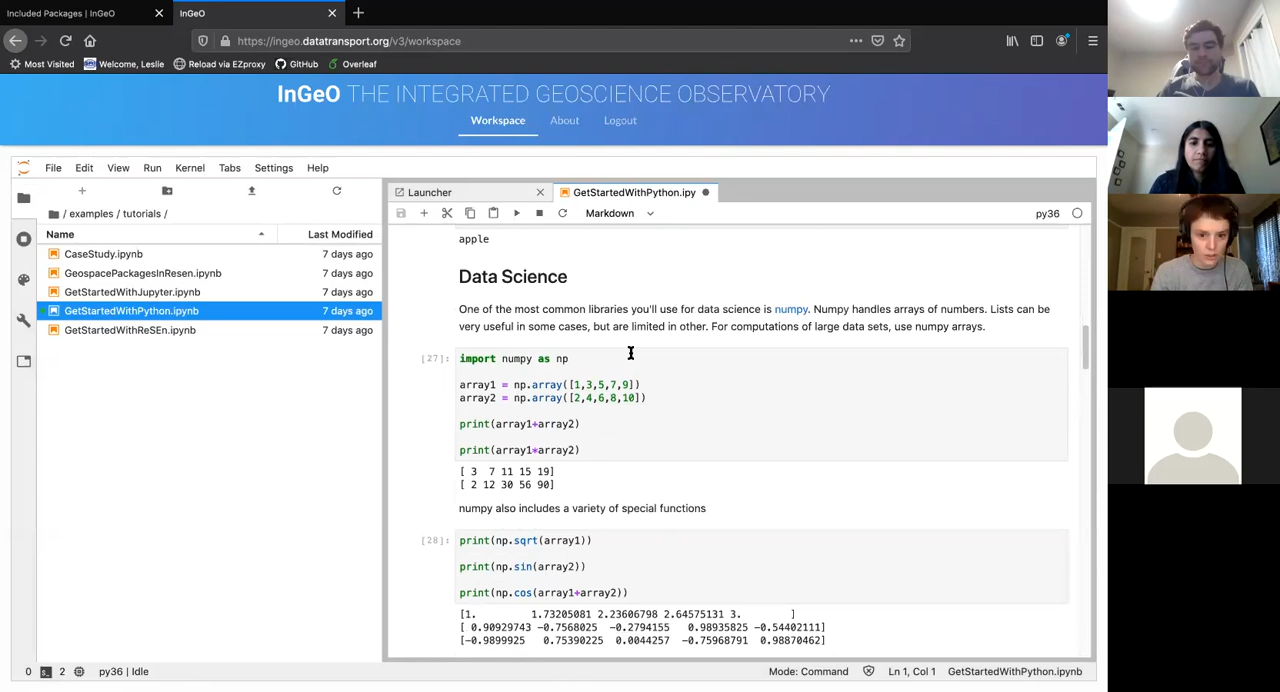 Included Packages | InGeO
InGeO
https://ingeo.datatransport.org/v3/workspace
Most Visited Welcome, Leslie Reload via EZproxy GitHub Overleaf
InGeO THE INTEGRATED GEOSCIENCE OBSERVATORY
Workspace About Logout
File Edit View Run Kernel Tabs Settings Help
/ examples / tutorials /
Name Last Modified
CaseStudy.ipynb 7 days ago
GeospacePackagesInResen.ipynb 7 days ago
GetStartedWithJupyter.ipynb 7 days ago
GetStartedWithPython.ipynb 7 days ago
GetStartedWithReSEn.ipynb 7 days ago
Launcher GetStartedWithPython.ipy
Markdown py36
apple
Data Science
One of the most common libraries you'll use for data science is numpy. Numpy handles arrays of numbers. Lists can be
very useful in some cases, but are limited in other. For computations of large data sets, use numpy arrays.
[27]: import numpy as np
array1 = np.array([1,3,5,7,9])
array2 = np.array([2,4,6,8,10])
print(array1+array2)
print(array1*array2)
[ 3 7 11 15 19]
[ 2 12 30 56 90]
numpy also includes a variety of special functions
[28]: print(np.sqrt(array1))
print(np.sin(array2))
print(np.cos(array1+array2))
[1. 1.73205081 2.23606798 2.64575131 3. ]
[ 0.90929743 -0.7568025 -0.2794155 0.98935825 -0.54402111]
[-0.9899925 0.75390225 0.0044257 -0.75968791 0.98870462]
0 2 py36 | Idle Mode: Command Ln 1, Col 1 GetStartedWithPython.ipynb